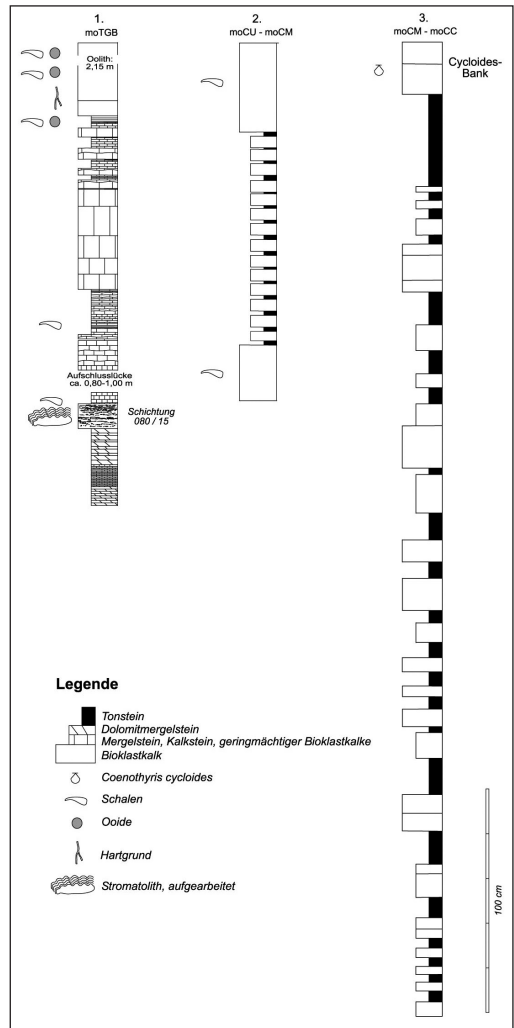 1.
moTGB
2.
moCU - moCM
3.
moCM - moCC
Oolith:
2,15 m
Cycloides-
Bank
Aufschlusslücke
ca. 0,80-1,00 m
Schichtung
080 / 15
Legende
Tonstein
Dolomitmergelstein
Mergelstein, Kalkstein, geringmächtiger Bioklastkalke
Bioklastkalk
Coenothyris cycloides
Schalen
Ooide
Hartgrund
Stromatolith, aufgearbeitet
100 cm